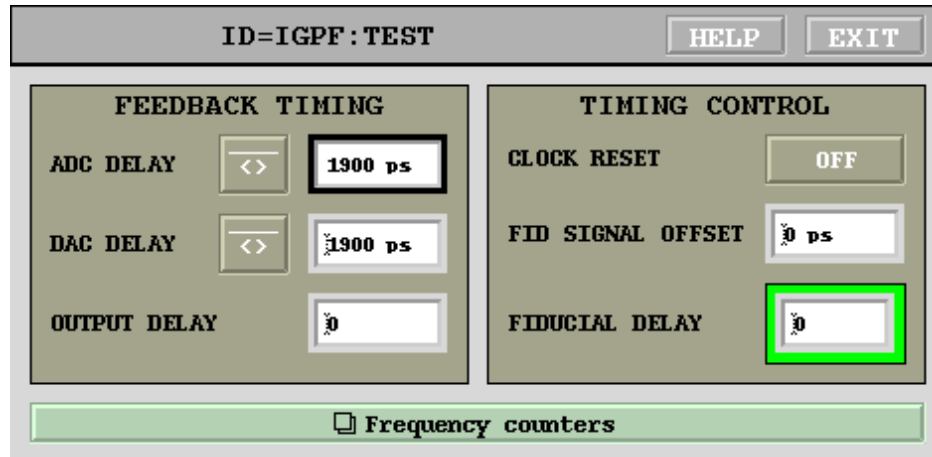 ID=IGPF:TEST HELP EXIT
FEEDBACK TIMING
ADC DELAY <> 1900 ps
DAC DELAY <> 1900 ps
OUTPUT DELAY 0
TIMING CONTROL
CLOCK RESET OFF
FID SIGNAL OFFSET 0 ps
FIDUCIAL DELAY 0
Frequency counters